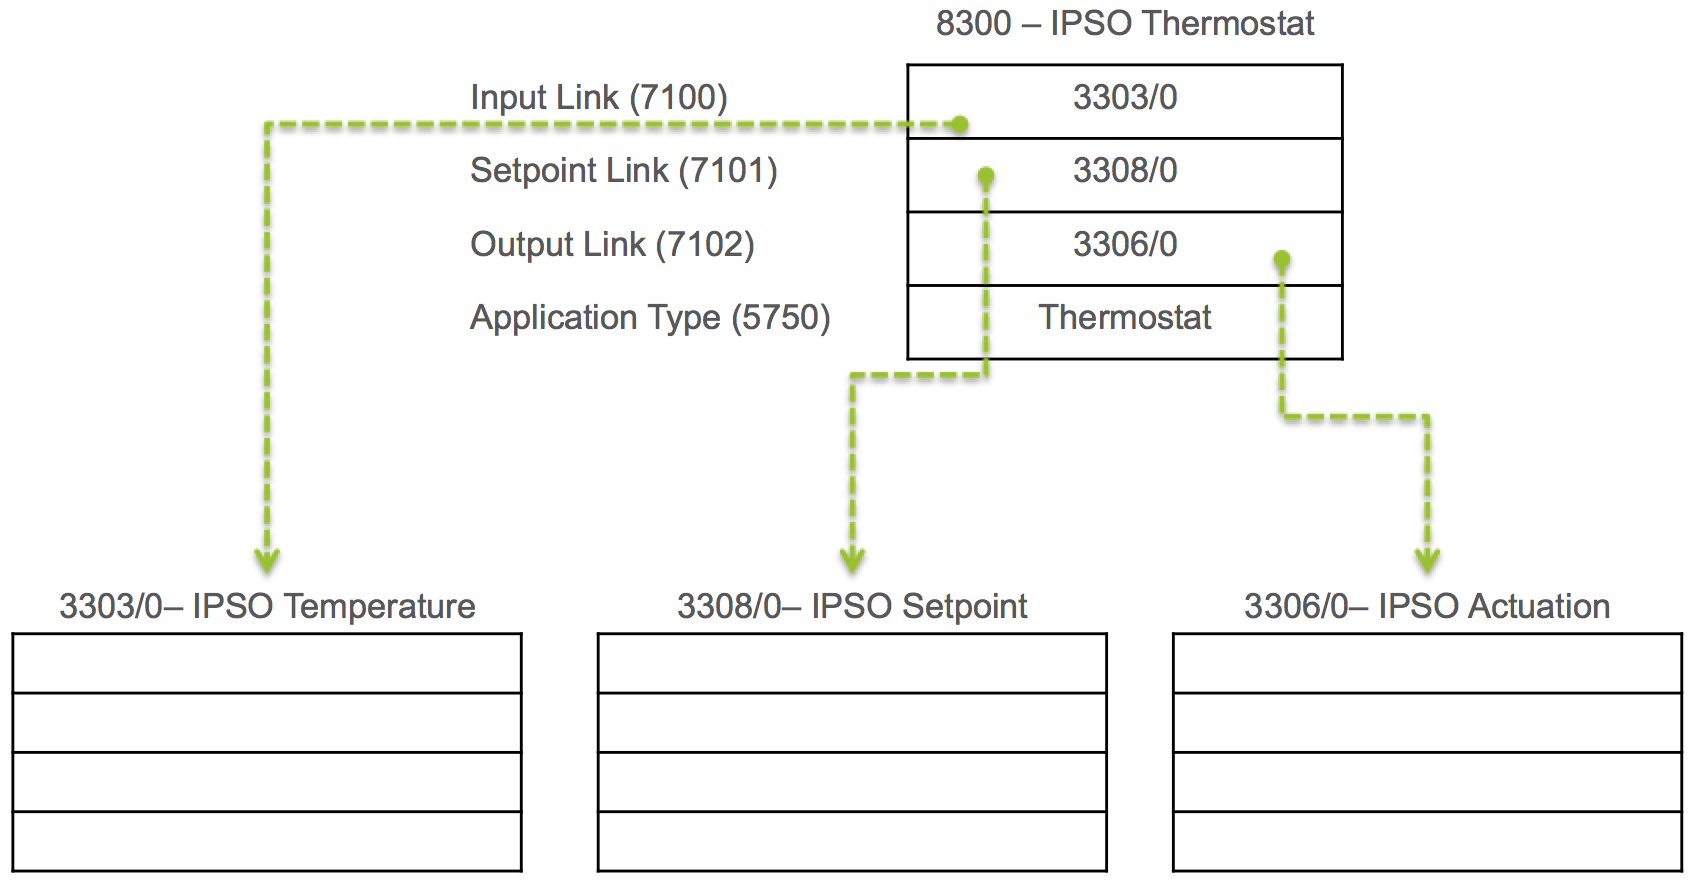 8300 – IPSO Thermostat
Input Link (7100) 3303/0
Setpoint Link (7101) 3308/0
Output Link (7102) 3306/0
Application Type (5750) Thermostat
3303/0– IPSO Temperature
3308/0– IPSO Setpoint
3306/0– IPSO Actuation